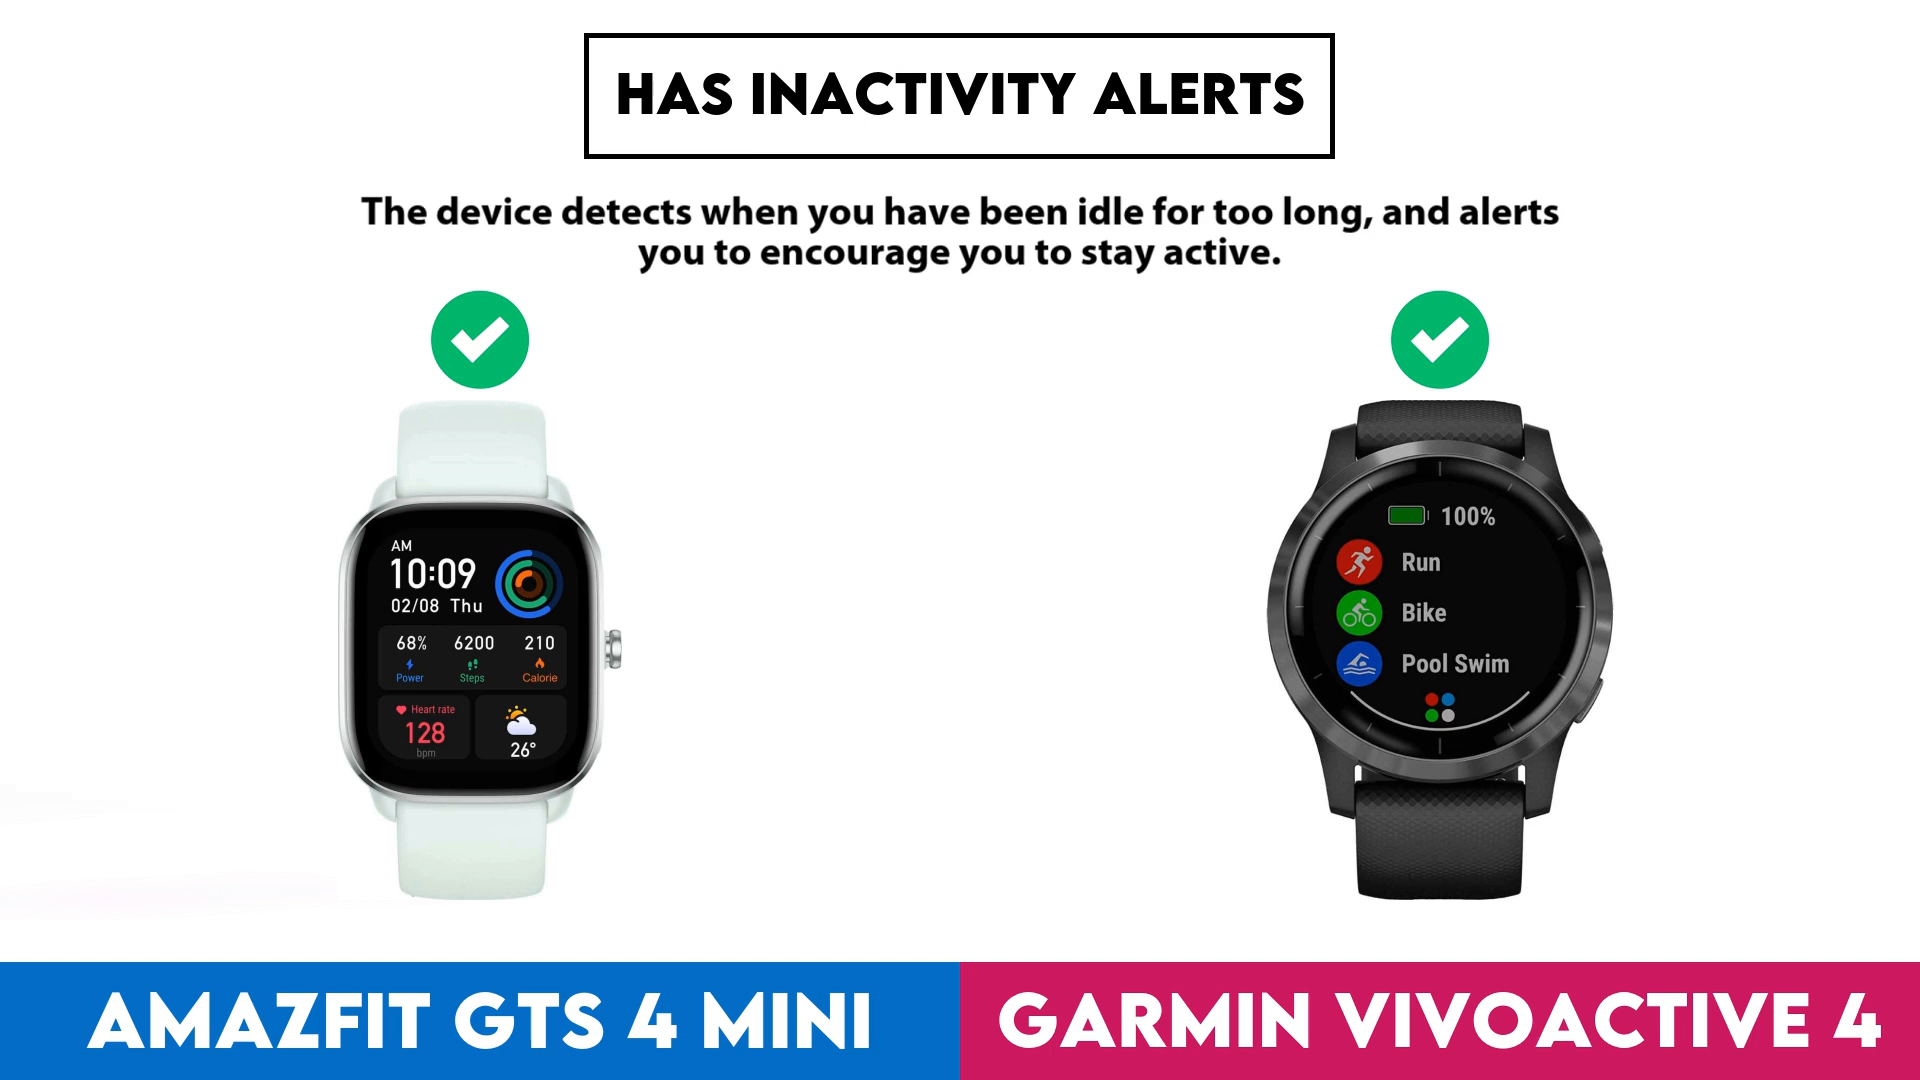 HAS INACTIVITY ALERTS
The device detects when you have been idle for too long, and alerts
you to encourage you to stay active.
AM
10:09
02/08 Thu
68% 6200 210
Power Steps Calorie
Heart rate
128
bpm
26°
100%
Run
Bike
Pool Swim
AMAZFIT GTS 4 MINI
GARMIN VIVOACTIVE 4